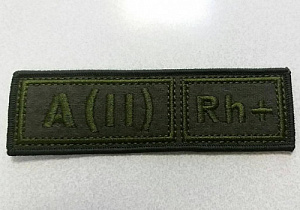 A(II) Rh+